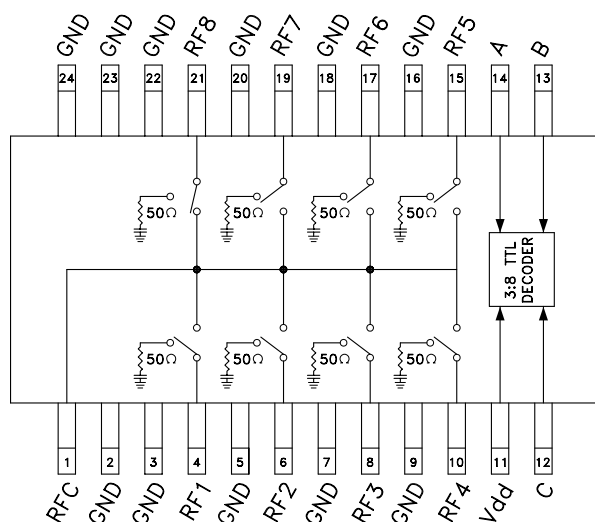 GND GND GND RF8 GND RF7 GND RF6 GND RF5 A B
24 23 22 21 20 19 18 17 16 15 14 13
50Ω 50Ω 50Ω 50Ω
3:8 TTL
DECODER
50Ω 50Ω 50Ω 50Ω
1 2 3 4 5 6 7 8 9 10 11 12
RFC GND GND RF1 GND RF2 GND RF3 GND RF4 Vdd C